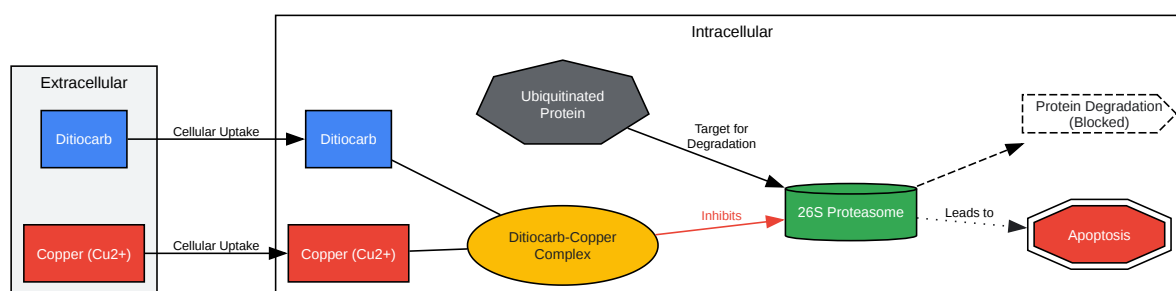 Intracellular
Extracellular
Ditiocarb
Cellular Uptake
Ditiocarb
Copper (Cu2+)
Cellular Uptake
Copper (Cu2+)
Ubiquitinated
Protein
Target for
Degradation
Ditiocarb-Copper
Complex
Inhibits
26S Proteasome
Protein Degradation
(Blocked)
Leads to
Apoptosis